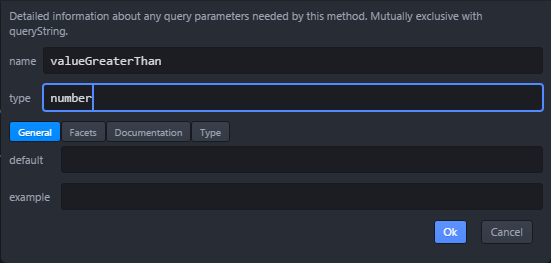 Detailed information about any query parameters needed by this method. Mutually exclusive with
queryString.
name valueGreaterThan
type number
General Facets Documentation Type
default
example
Ok Cancel